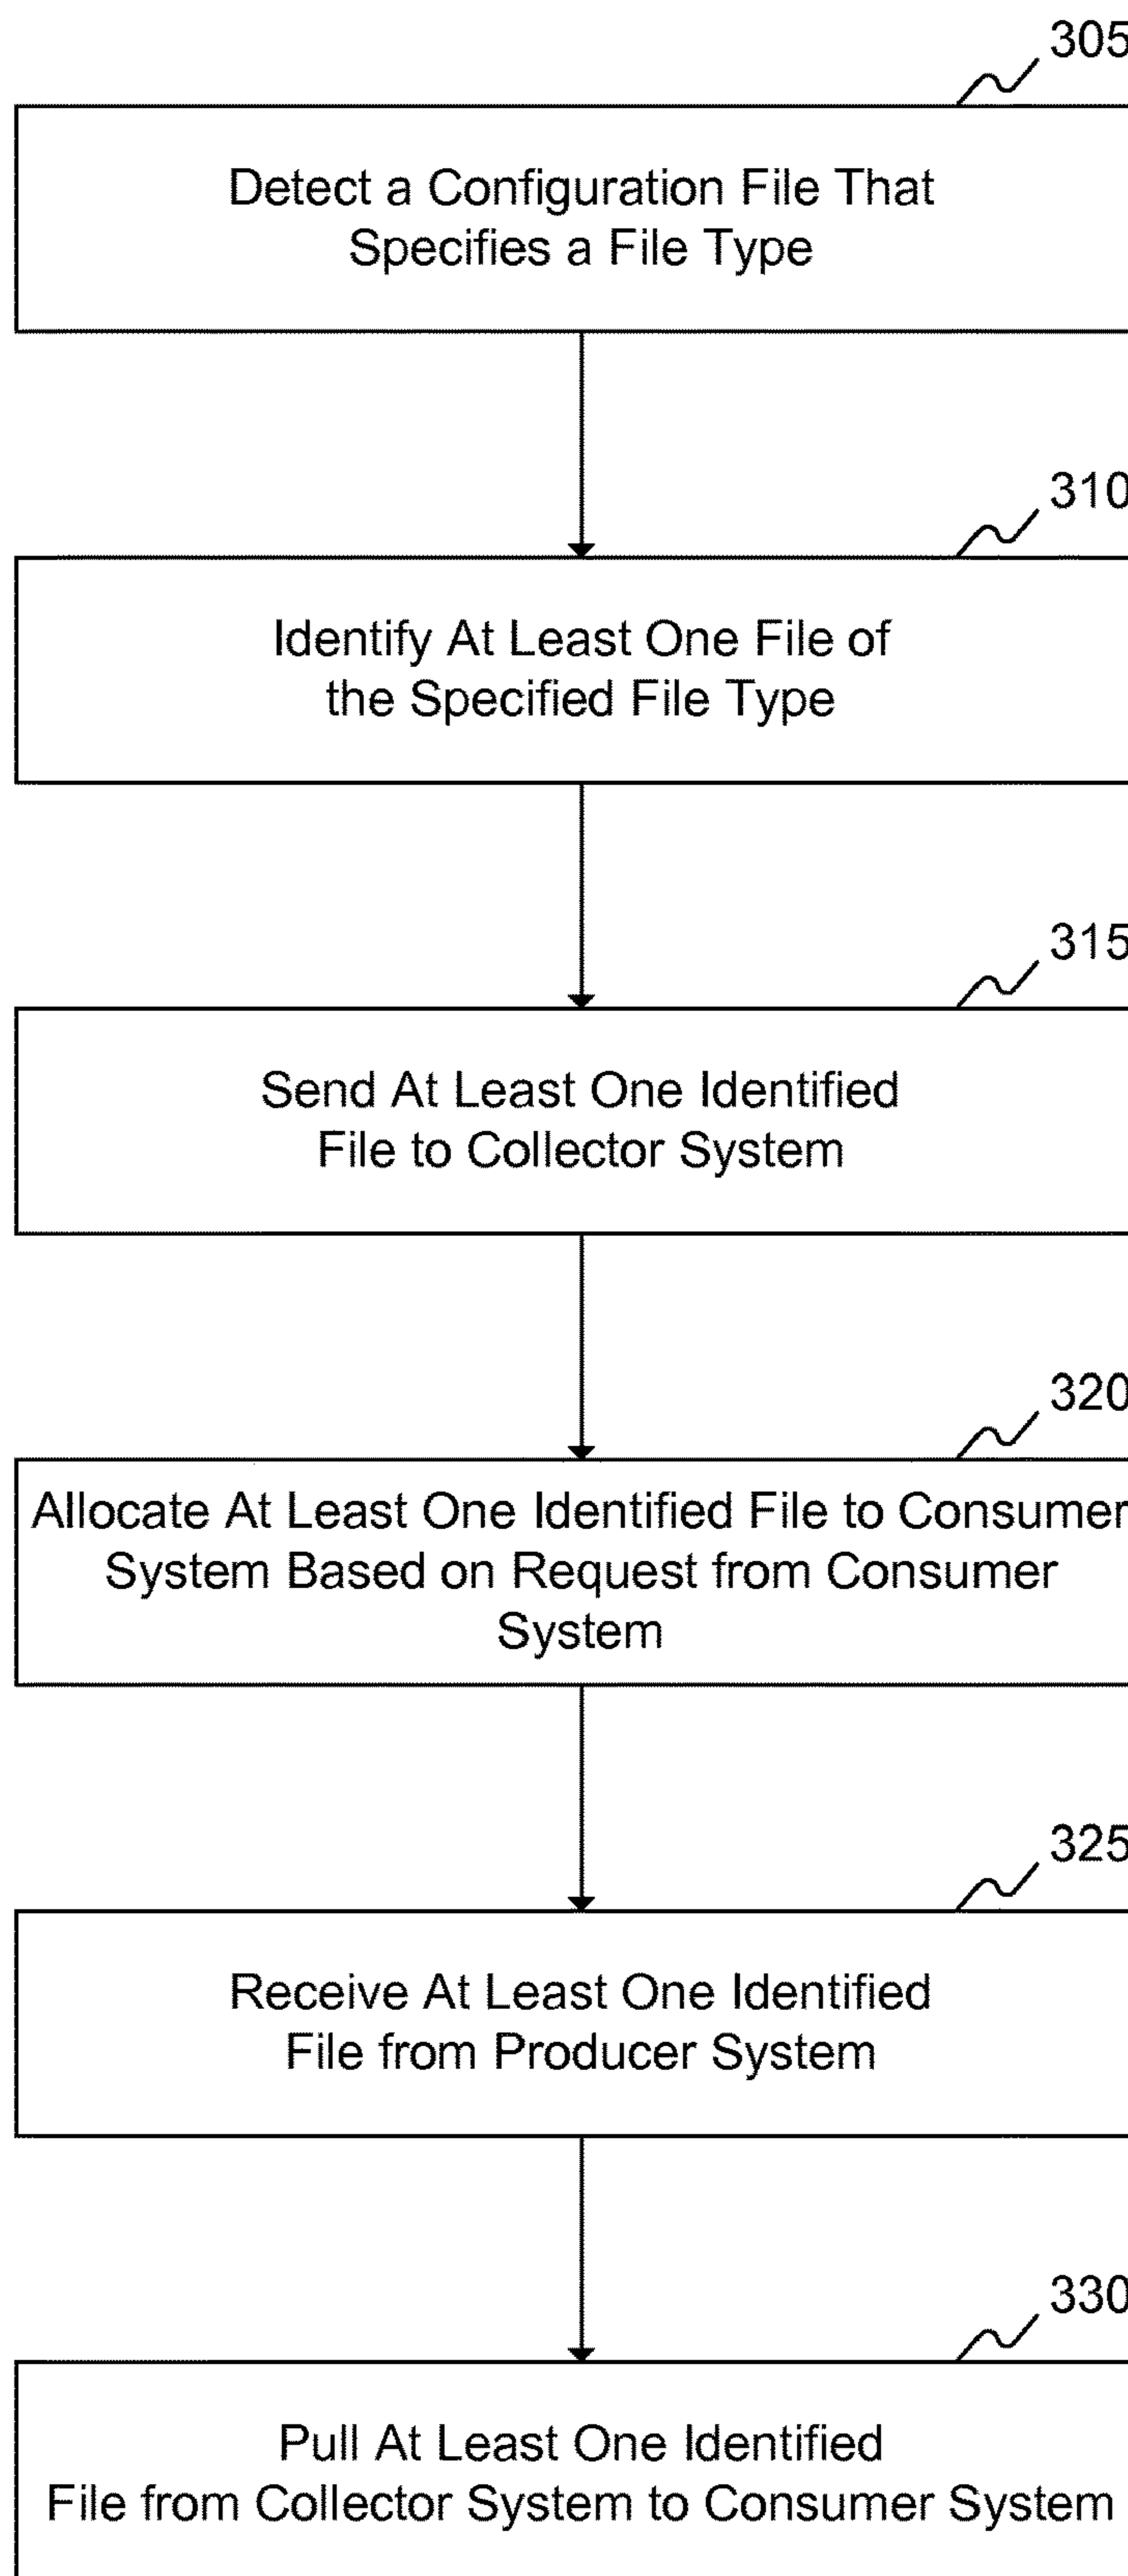 305
Detect a Configuration File That
Specifies a File Type
310
Identify At Least One File of
the Specified File Type
315
Send At Least One Identified
File to Collector System
320
Allocate At Least One Identified File to Consumer
System Based on Request from Consumer
System
325
Receive At Least One Identified
File from Producer System
330
Pull At Least One Identified
File from Collector System to Consumer System